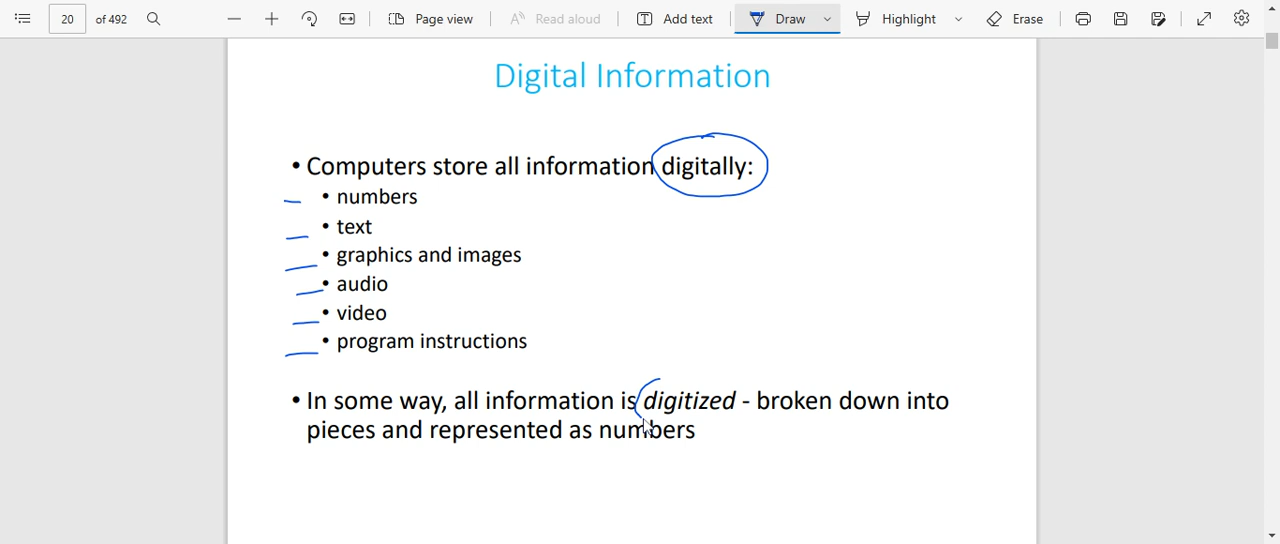 20 of 492 Page view Read aloud Add text Draw Highlight Erase
Digital Information
• Computers store all information digitally:
• numbers
• text
• graphics and images
• audio
• video
• program instructions
• In some way, all information is digitized - broken down into
pieces and represented as numbers